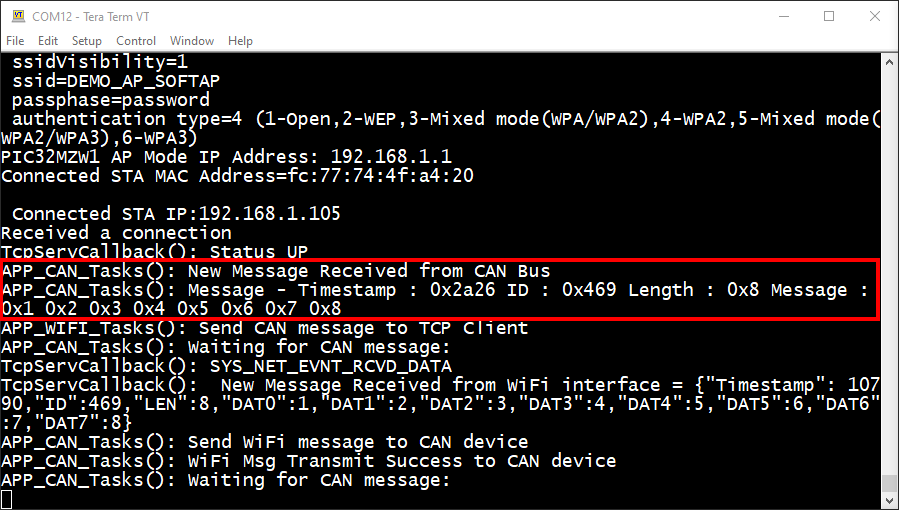 COM12 - Tera Term VT
File Edit Setup Control Window Help
ssidVisibility=1
ssid=DEMO_AP_SOFTAP
passphase=password
authentication type=4 (1-Open,2-WEP,3-Mixed mode(WPA/WPA2),4-WPA2,5-Mixed mode(
WPA2/WPA3),6-WPA3)
PIC32MZW1 AP Mode IP Address: 192.168.1.1
Connected STA MAC Address=fc:77:74:4f:a4:20
Connected STA IP:192.168.1.105
Received a connection
TcpServCallback(): Status UP
APP_CAN_Tasks(): New Message Received from CAN Bus
APP_CAN_Tasks(): Message - Timestamp : 0x2a26 ID : 0x469 Length : 0x8 Message :
0x1 0x2 0x3 0x4 0x5 0x6 0x7 0x8
APP_WIFI_Tasks(): Send CAN message to TCP Client
APP_CAN_Tasks(): Waiting for CAN message:
TcpServCallback(): SYS_NET_EVNT_RCVD_DATA
TcpServCallback():  New Message Received from WiFi interface = {"Timestamp": 107
90,"ID":469,"LEN":8,"DAT0":1,"DAT1":2,"DAT2":3,"DAT3":4,"DAT4":5,"DAT5":6,"DAT6"
:7,"DAT7":8}
APP_CAN_Tasks(): Send WiFi message to CAN device
APP_CAN_Tasks(): WiFi Msg Transmit Success to CAN device
APP_CAN_Tasks(): Waiting for CAN message: